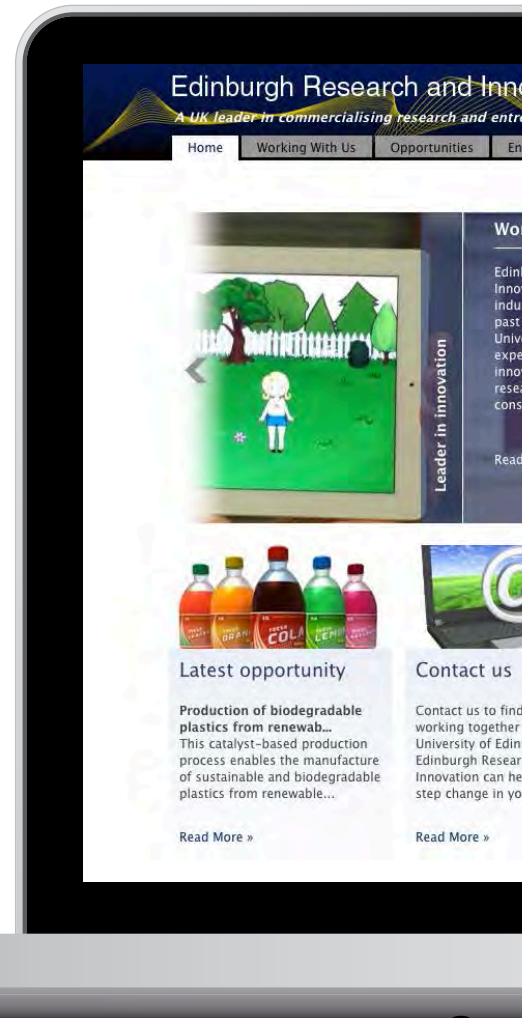 Edinburgh Research and Inno
A UK leader in commercialising research and entre
Home Working With Us Opportunities En
Wor
Edinb
Innov
indu
past
Unive
expe
innov
resea
cons
Read
Leader in innovation
COLA
Latest opportunity
Production of biodegradable
plastics from renewab...
This catalyst-based production
process enables the manufacture
of sustainable and biodegradable
plastics from renewable...
Read More »
@
Contact us
Contact us to find
working together
University of Edin
Edinburgh Resear
Innovation can he
step change in yo
Read More »